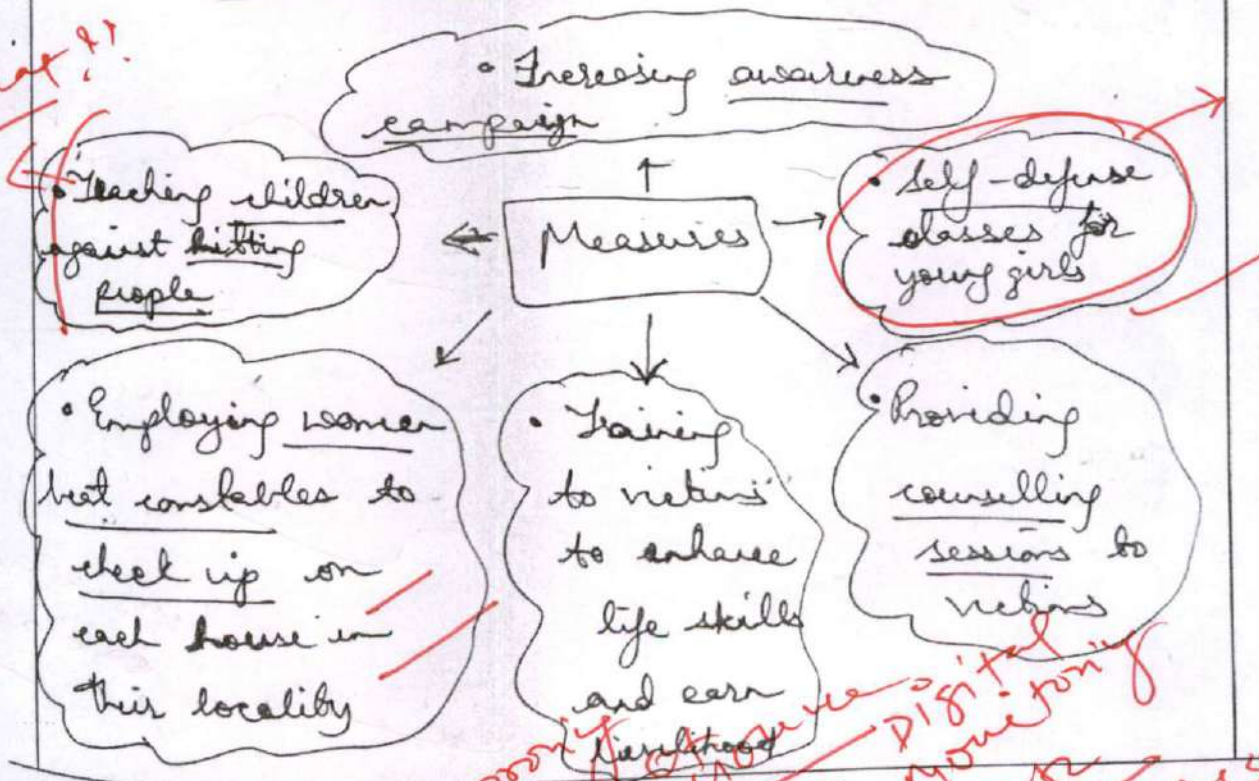 • Increasing awareness
campaign
• Teaching children
against hitting
people
Measures
• Self-defense
classes for
young girls
• Employing women
beat constables to
check up on
each house in
their locality
• Training
to victims
to enhance
life skills
and earn
livelihood
• Providing
counselling
sessions to
victims
Digital
monitoring